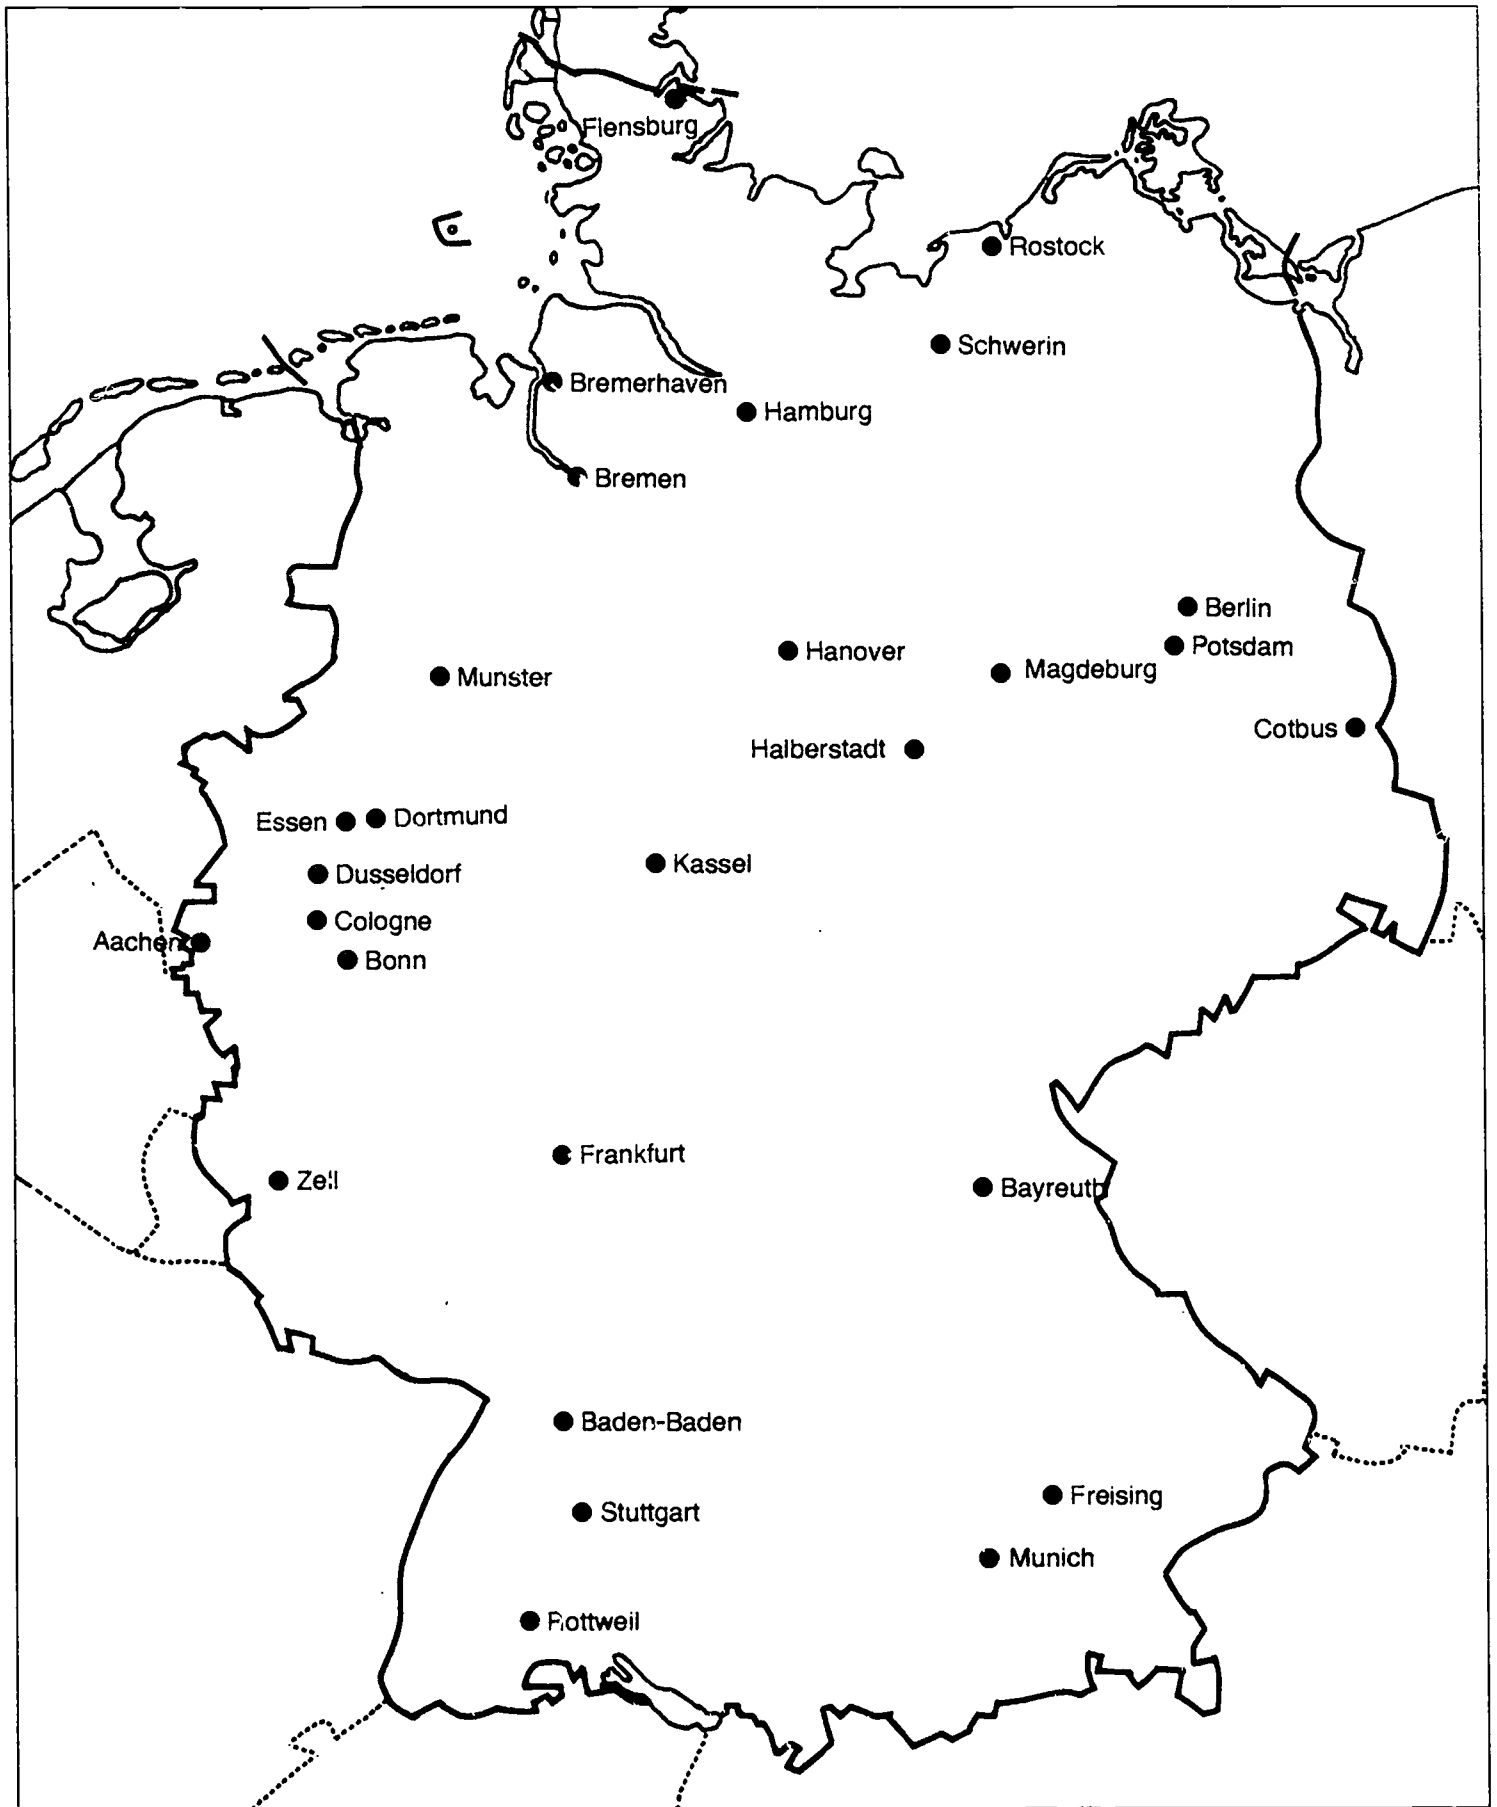 Flensburg
Rostock
Schwerin
Bremerhaven
Hamburg
Bremen
Berlin
Potsdam
Hanover
Magdeburg
Munster
Cotbus
Halberstadt
Essen
Dortmund
Kassel
Dusseldorf
Cologne
Aachen
Bonn
Frankfurt
Zell
Bayreuth
Baden-Baden
Freising
Stuttgart
Munich
Rottweil